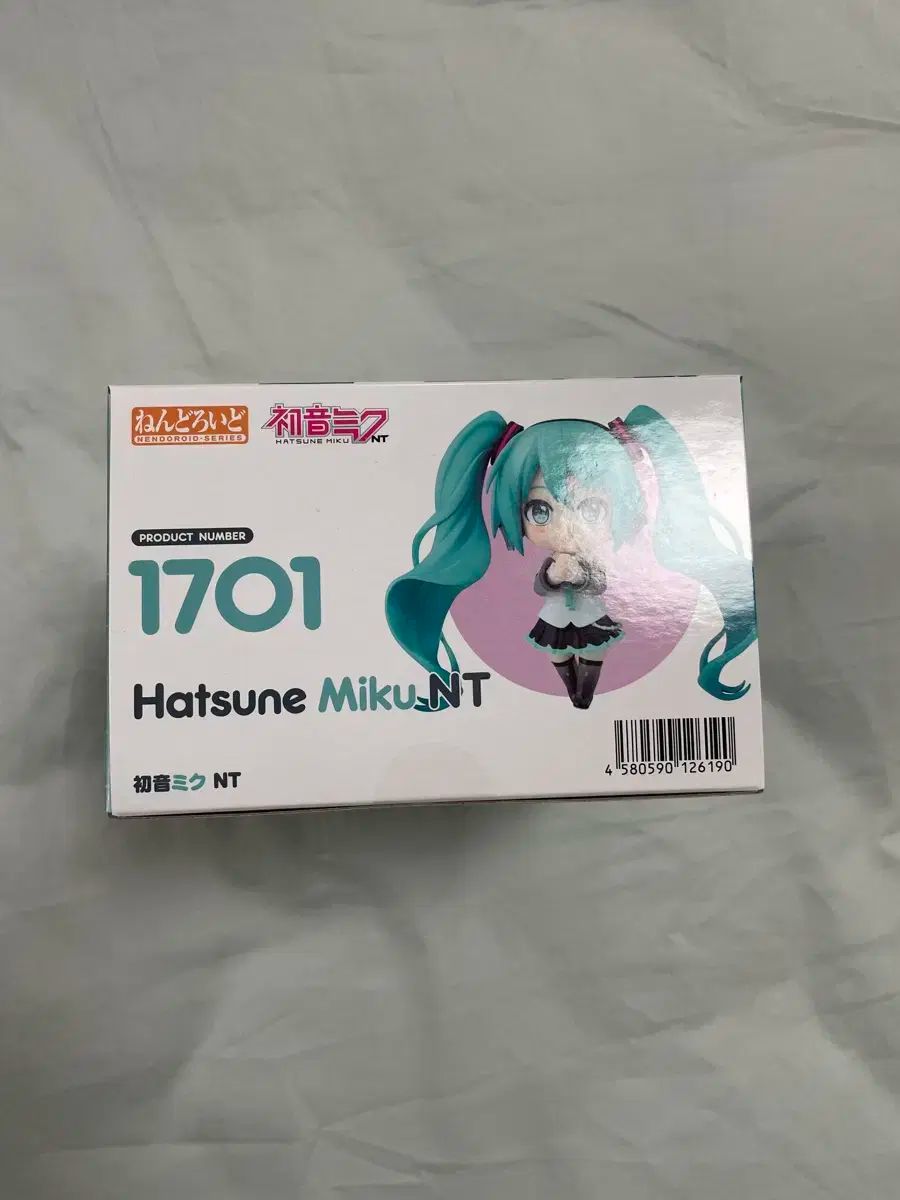 ねんどろいど
NENDOROID-SERIES
初音ミク
HATSUNE MIKU NT
PRODUCT NUMBER
1701
Hatsune Miku NT
初音ミク NT
4 580590 126190